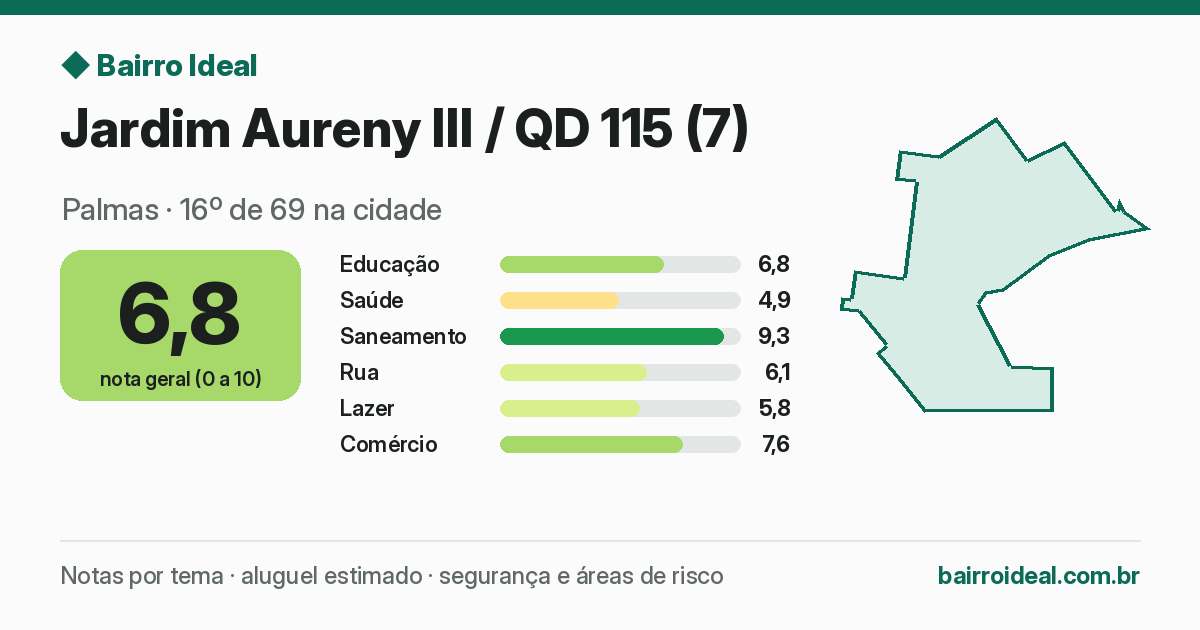 Bairro Ideal
Jardim Aureny III / QD 115 (7)
Palmas · 16º de 69 na cidade
6,8
nota geral (0 a 10)
Educação 6,8
Saúde 4,9
Saneamento 9,3
Rua 6,1
Lazer 5,8
Comércio 7,6
Notas por tema · aluguel estimado · segurança e áreas de risco
bairroideal.com.br